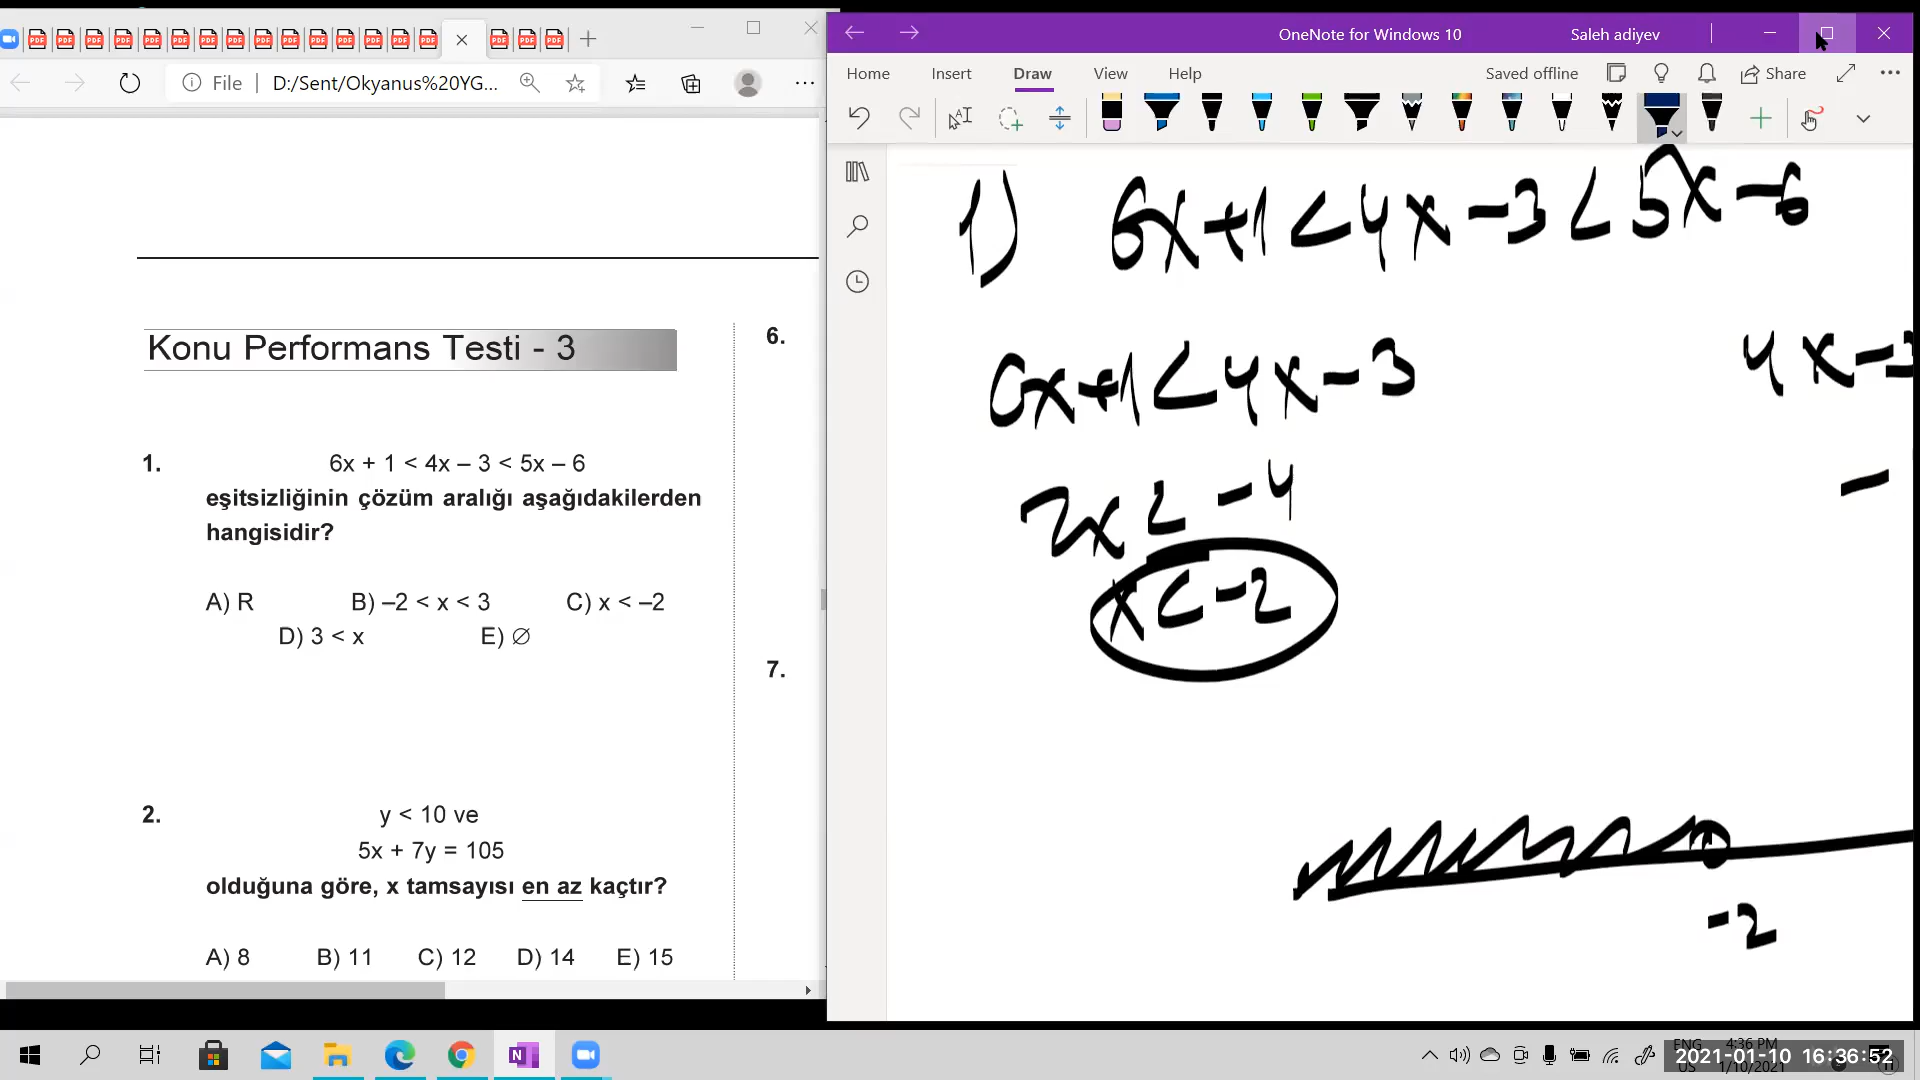 File
D:/Sent/Okyanus%20YG...
Konu Performans Testi - 3
1.
6x + 1 < 4x – 3 < 5x – 6
eşitsizliğinin çözüm aralığı aşağıdakilerden
hangisidir?
A) R B) –2 < x < 3 C) x < –2
D) 3 < x E) ∅
2.
y < 10 ve
5x + 7y = 105
olduğuna göre, x tamsayısı en az kaçtır?
A) 8 B) 11 C) 12 D) 14 E) 15
6.
7.
OneNote for Windows 10
Saleh adiyev
Home Insert Draw View Help
Saved offline
Share
1) 6x+1<4x-3<5x-6
6x+1<4x-3
4x-3
2x < -4
-
x<-2
-2
ENG
US
4:36 PM
1/10/2021
2021-01-10 16:36:52